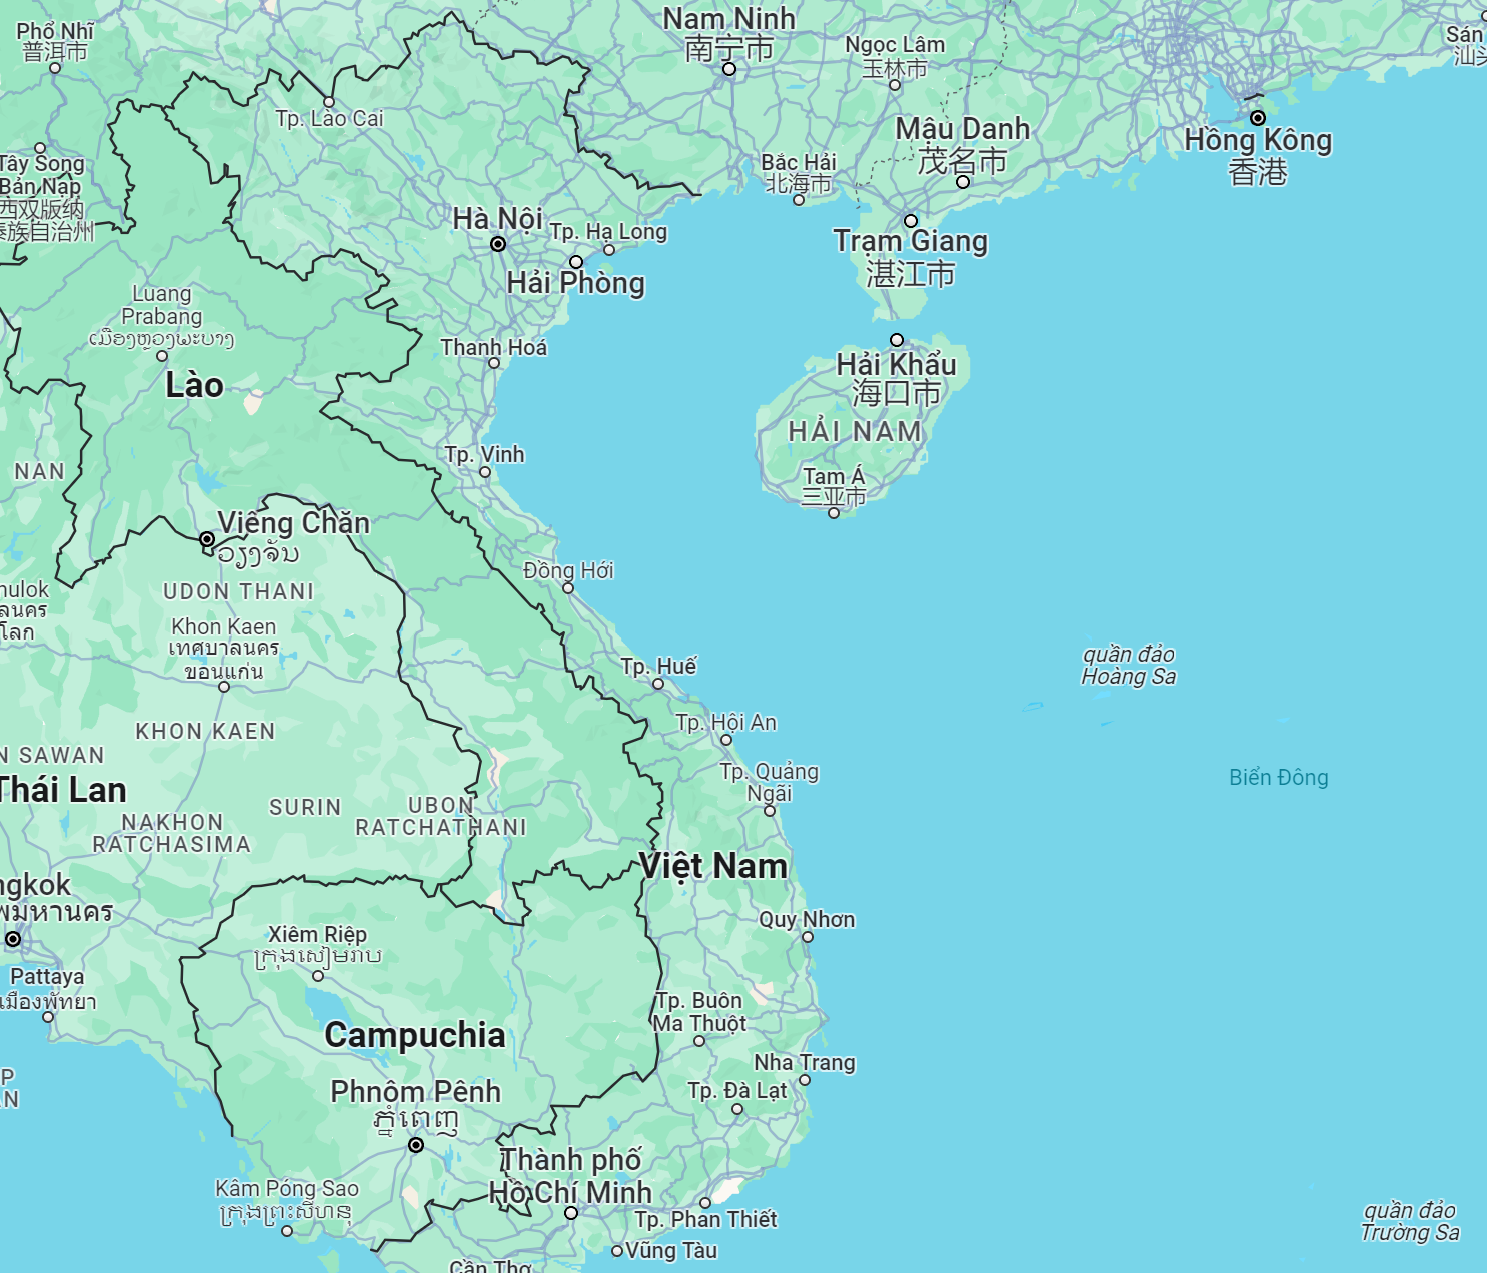 Phổ Nhĩ
普洱市
Nam Ninh
南宁市
Ngọc Lâm
玉林市
Sán
汕头
Tp. Lào Cai
Mậu Danh
茂名市
Hồng Kông
香港
Tây Song
Bản Nạp
西双版纳
傣族自治州
Bắc Hải
北海市
Hà Nội
Tp. Hạ Long
Hải Phòng
Trạm Giang
湛江市
Luang
Prabang
ເມືອງຫຼວງພະບາງ
Thanh Hoá
Lào
Hải Khẩu
海口市
HẢI NAM
Tam Á
三亚市
NAN
Tp. Vinh
Viêng Chăn
ວຽງຈັນ
Đồng Hới
UDON THANI
hulok
ลนคร
โลก
Khon Kaen
เทศบาลนคร
ขอนแก่น
Tp. Huế
quần đảo
Hoàng Sa
KHON KAEN
Tp. Hội An
N SAWAN
Thái Lan
Tp. Quảng
Ngãi
Biển Đông
SURIN
UBON
RATCHATHANI
NAKHON
RATCHASIMA
Việt Nam
ngkok
พมหานคร
Quy Nhơn
Xiêm Riệp
ក្រុងសៀមរាប
Pattaya
เมืองพัทยา
Tp. Buôn
Ma Thuột
Campuchia
Nha Trang
Tp. Đà Lạt
P
AN
Phnôm Pênh
ភ្នំពេញ
Thành phố
Hồ Chí Minh
Kâm Póng Sao
ក្រុងព្រះសីហនុ
Tp. Phan Thiết
quần đảo
Trường Sa
Vũng Tàu
Cần Thơ